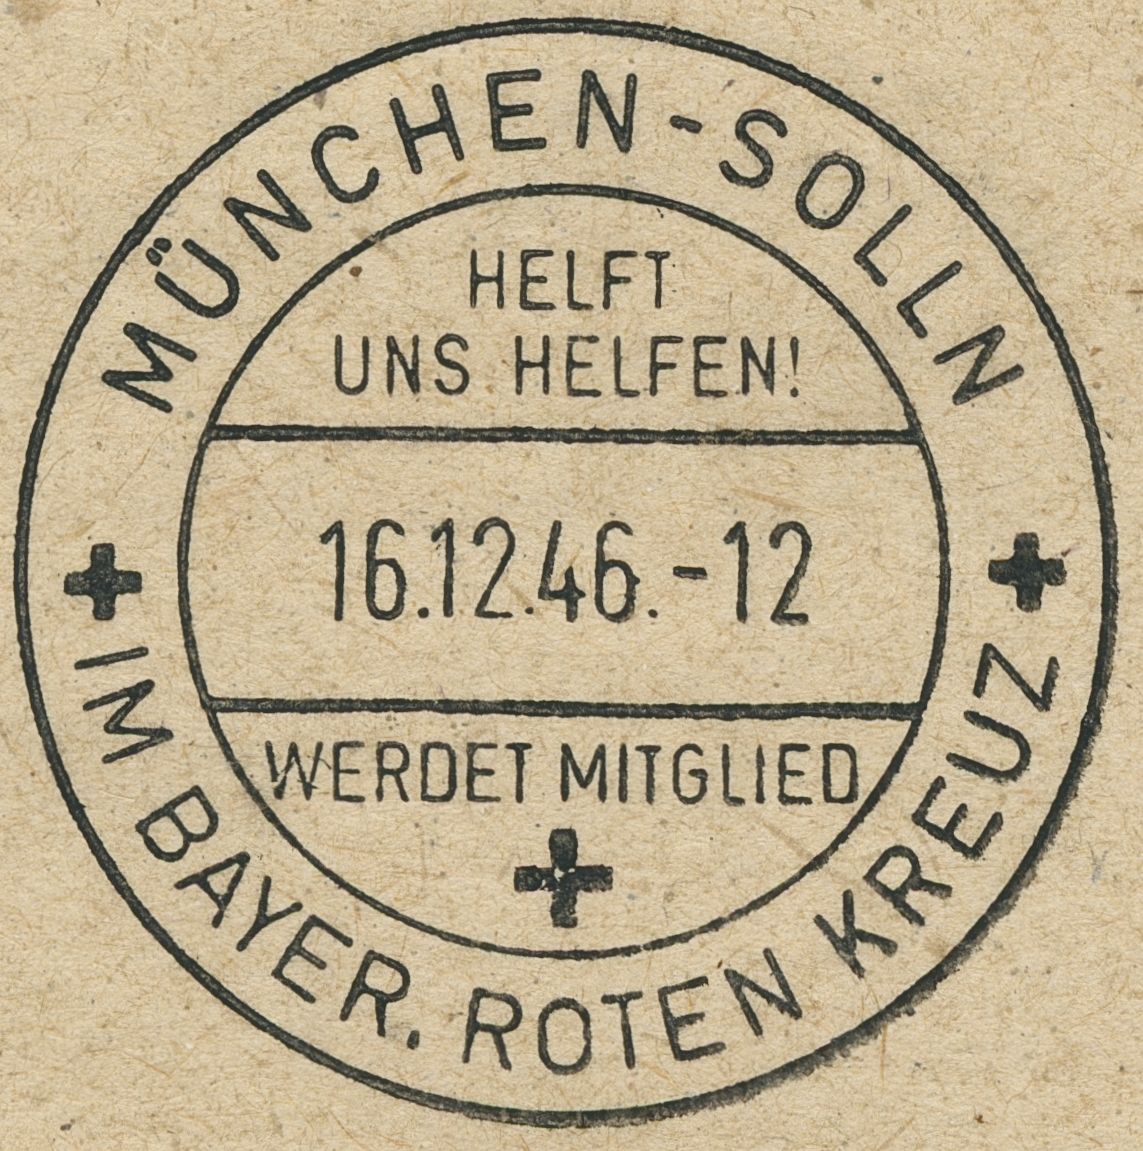 MÜNCHEN-SOLLN
HELFT
UNS HELFEN!
16.12.46.-12
WERDET MITGLIED
IM BAYER. ROTEN KREUZ